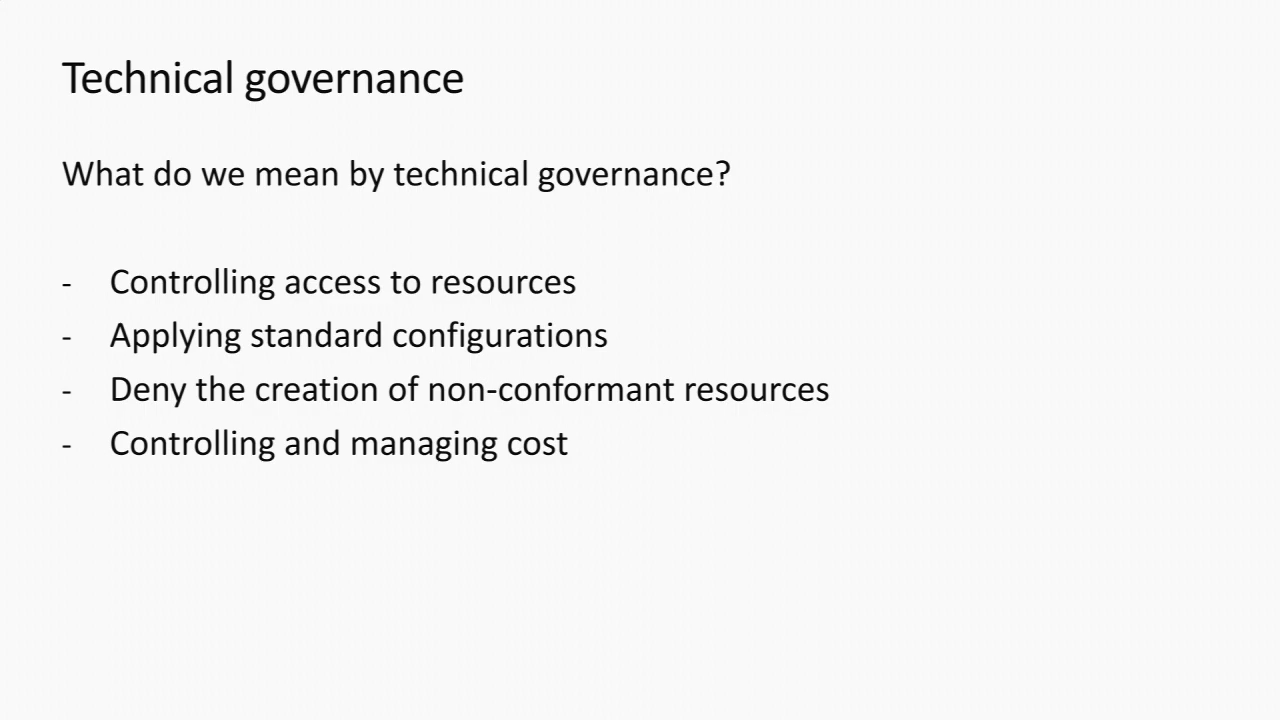 Technical governance
What do we mean by technical governance?
- Controlling access to resources
- Applying standard configurations
- Deny the creation of non-conformant resources
- Controlling and managing cost